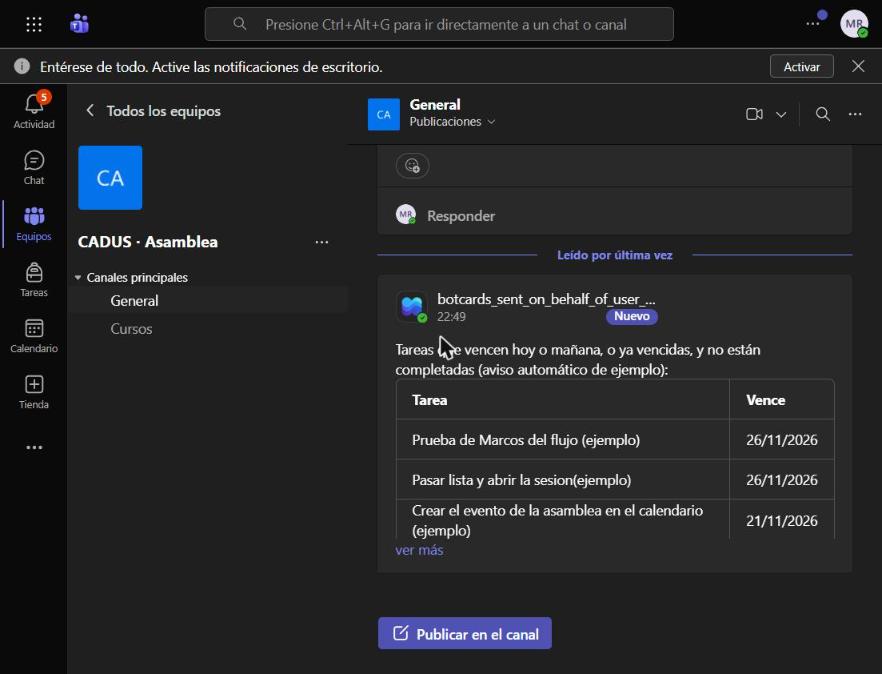 Presione Ctrl+Alt+G para ir directamente a un chat o canal
MR
Entérese de todo. Active las notificaciones de escritorio.
Activar
5
Actividad
Chat
Equipos
Tareas
Calendario
Tienda
Todos los equipos
CA
CADUS · Asamblea
Canales principales
General
Cursos
CA
General
Publicaciones
MR
Responder
Leído por última vez
botcards_sent_on_behalf_of_user_...
22:49
Nuevo
Tareas que vencen hoy o mañana, o ya vencidas, y no están
completadas (aviso automático de ejemplo):
Tarea Vence
Prueba de Marcos del flujo (ejemplo) 26/11/2026
Pasar lista y abrir la sesion(ejemplo) 26/11/2026
Crear el evento de la asamblea en el calendario
(ejemplo) 21/11/2026
ver más
Publicar en el canal